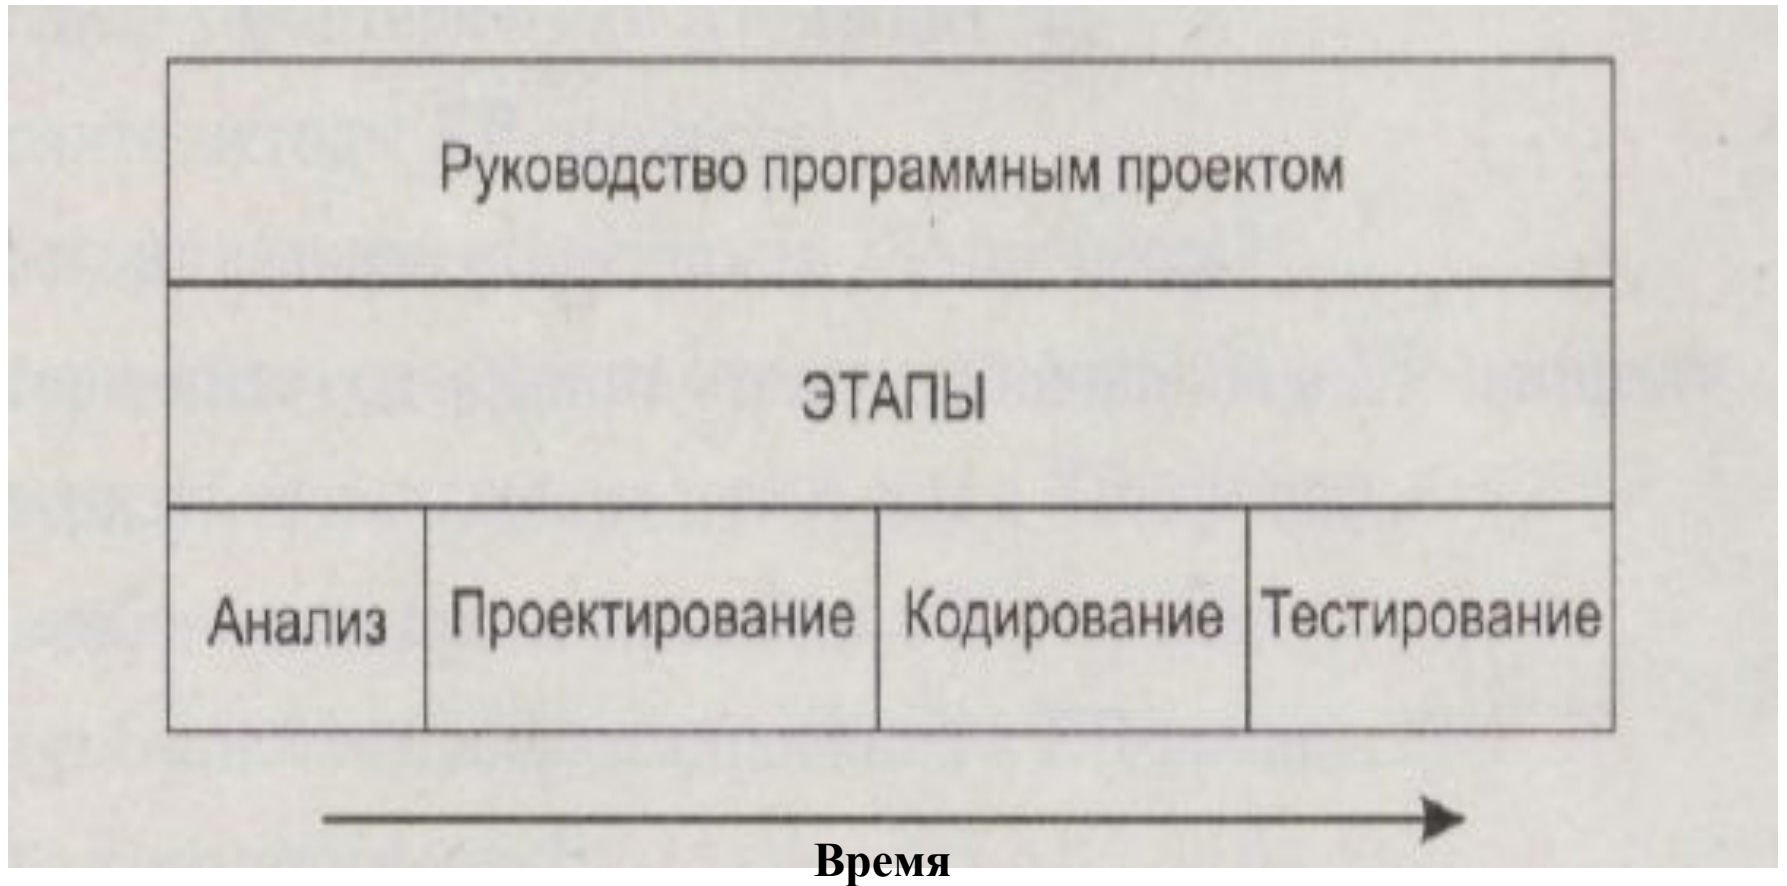 Руководство программным проектом
ЭТАПЫ
Анализ Проектирование Кодирование Тестирование
Время